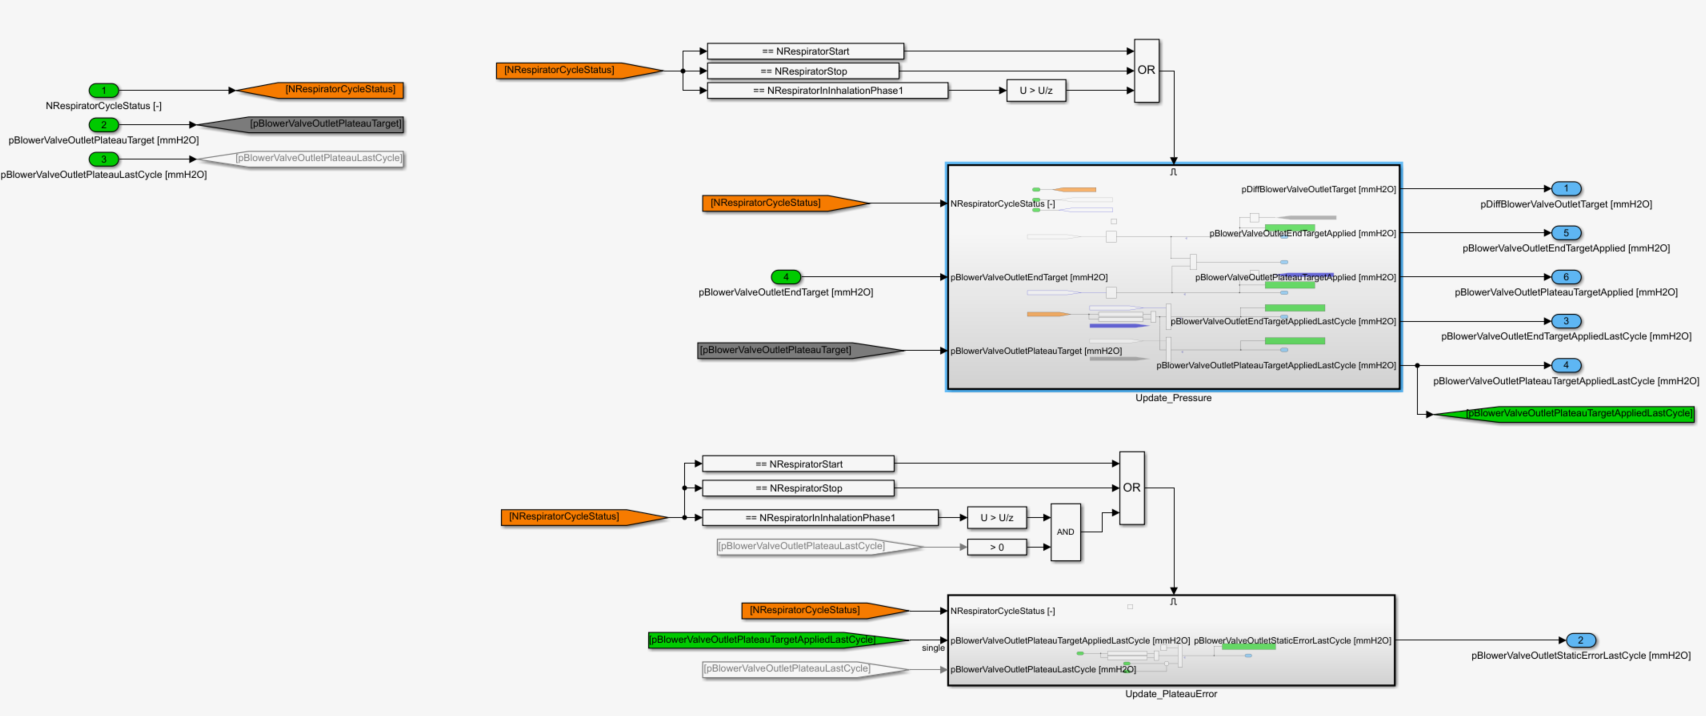 1
[NRespiratorCycleStatus]
NRespiratorCycleStatus [-]
2
[pBlowerValveOutletPlateauTarget]
pBlowerValveOutletPlateauTarget [mmH2O]
3
[pBlowerValveOutletPlateauLastCycle]
pBlowerValveOutletPlateauLastCycle [mmH2O]
[NRespiratorCycleStatus]
== NRespiratorStart
== NRespiratorStop
== NRespiratorInInhalationPhase1
U > U/z
OR
[NRespiratorCycleStatus]
NRespiratorCycleStatus [-]
4
pBlowerValveOutletEndTarget [mmH2O]
pBlowerValveOutletEndTarget [mmH2O]
[pBlowerValveOutletPlateauTarget]
pBlowerValveOutletPlateauTarget [mmH2O]
pDiffBlowerValveOutletTarget [mmH2O]
1
pDiffBlowerValveOutletTarget [mmH2O]
pBlowerValveOutletEndTargetApplied [mmH2O]
5
pBlowerValveOutletEndTargetApplied [mmH2O]
pBlowerValveOutletPlateauTargetApplied [mmH2O]
6
pBlowerValveOutletPlateauTargetApplied [mmH2O]
pBlowerValveOutletEndTargetAppliedLastCycle [mmH2O]
3
pBlowerValveOutletEndTargetAppliedLastCycle [mmH2O]
pBlowerValveOutletPlateauTargetAppliedLastCycle [mmH2O]
4
pBlowerValveOutletPlateauTargetAppliedLastCycle [mmH2O]
[pBlowerValveOutletPlateauTargetAppliedLastCycle]
Update_Pressure
[NRespiratorCycleStatus]
== NRespiratorStart
== NRespiratorStop
== NRespiratorInInhalationPhase1
U > U/z
[pBlowerValveOutletPlateauLastCycle]
> 0
AND
OR
[NRespiratorCycleStatus]
NRespiratorCycleStatus [-]
[pBlowerValveOutletPlateauTargetAppliedLastCycle]
single
pBlowerValveOutletPlateauTargetAppliedLastCycle [mmH2O]
[pBlowerValveOutletPlateauLastCycle]
pBlowerValveOutletPlateauLastCycle [mmH2O]
pBlowerValveOutletStaticErrorLastCycle [mmH2O]
2
pBlowerValveOutletStaticErrorLastCycle [mmH2O]
Update_PlateauError